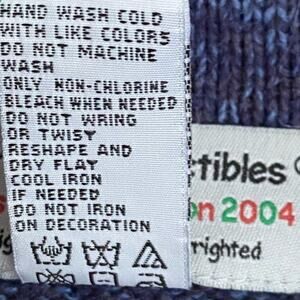 HAND WASH COLD
WITH LIKE COLORS
DO NOT MACHINE
WASH
ONLY NON-CHLORINE
BLEACH WHEN NEEDED
DO NOT WRING
OR TWIST
RESHAPE AND
DRY FLAT
COOL IRON
IF NEEDED
DO NOT IRON
ON DECORATION
ctibles ©
on 2004
righted